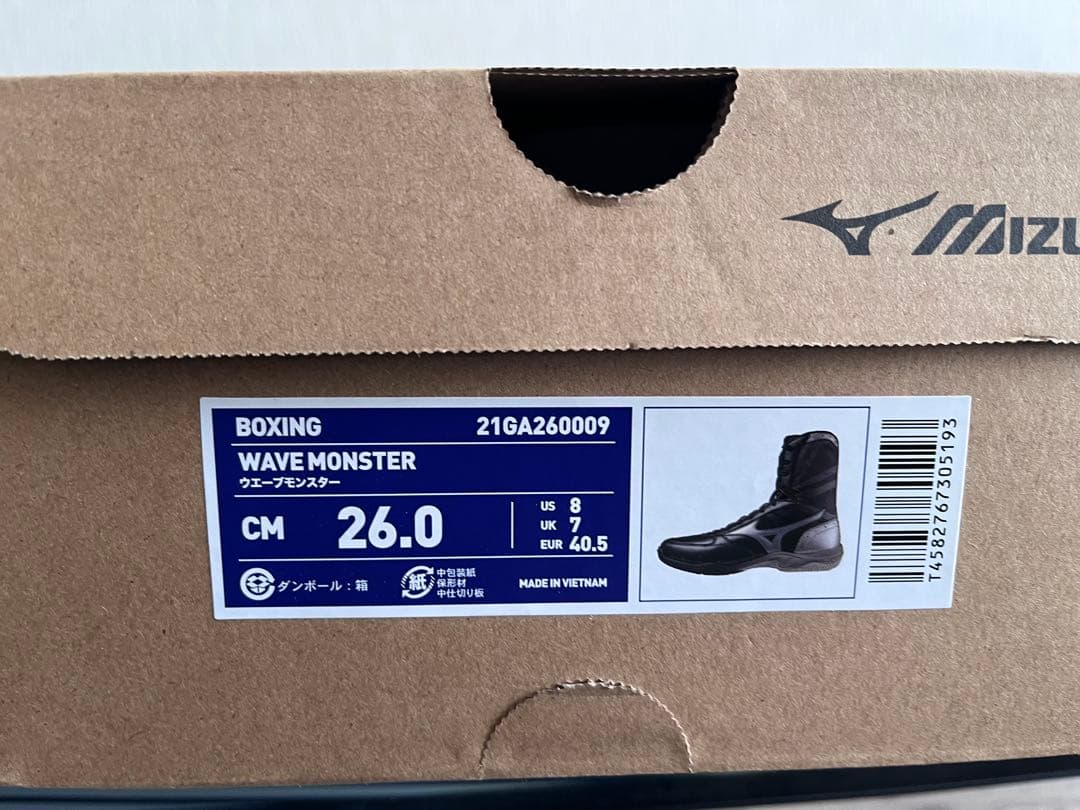 MIZU
BOXING 21GA260009
WAVE MONSTER
ウエーブモンスター
CM 26.0
US 8
UK 7
EUR 40.5
ダンボール:箱
紙 中包装紙
保形材
中仕切り板
MADE IN VIETNAM
T4582767305193